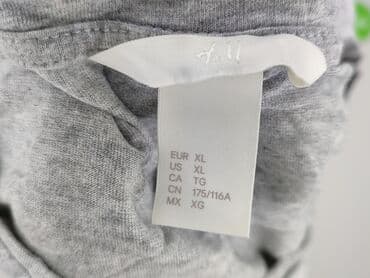 H&M
EUR XL
US XL
CA TG
CN 175/116A
MX XG